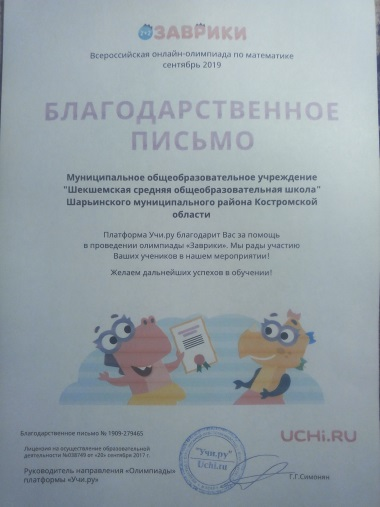 ЗАВРИКИ
Всероссийская онлайн-олимпиада по математике
сентябрь 2019
БЛАГОДАРСТВЕННОЕ
ПИСЬМО
Муниципальное общеобразовательное учреждение
"Шекшемская средняя общеобразовательная школа"
Шарьинского муниципального района Костромской
области
Платформа Учи.ру благодарит Вас за помощь
в проведении олимпиады «Заврики». Мы рады участию
Ваших учеников в нашем мероприятии!
Желаем дальнейших успехов в обучении!
Благодарственное письмо № 1909-279465
UCHi.RU
Лицензия на осуществление образовательной
деятельности №038749 от «20» сентября 2017 г.
"Учи.ру"
Uchi.ru
Руководитель направления «Олимпиады»
платформы «Учи.ру»
Т.Г.Симонян